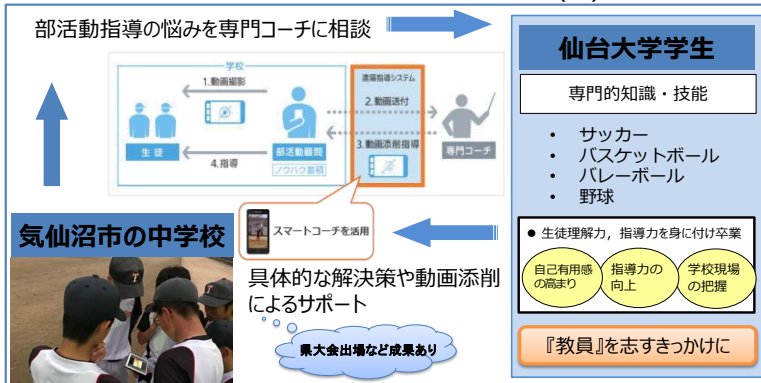 部活動指導の悩みを専門コーチに相談
学校
1.動画撮影
生徒
4.指導
部活動顧問
ノウハウ蓄積
遠隔指導システム
2.動画送付
3.動画添削指導
専門コーチ
スマートコーチを活用
気仙沼市の中学校
具体的な解決策や動画添削
によるサポート
県大会出場など成果あり
仙台大学学生
専門的知識・技能
・ サッカー
・ バスケットボール
・ バレーボール
・ 野球
● 生徒理解力，指導力を身に付け卒業
自己有用感
の高まり
指導力の
向上
学校現場
の把握
『教員』を志すきっかけに